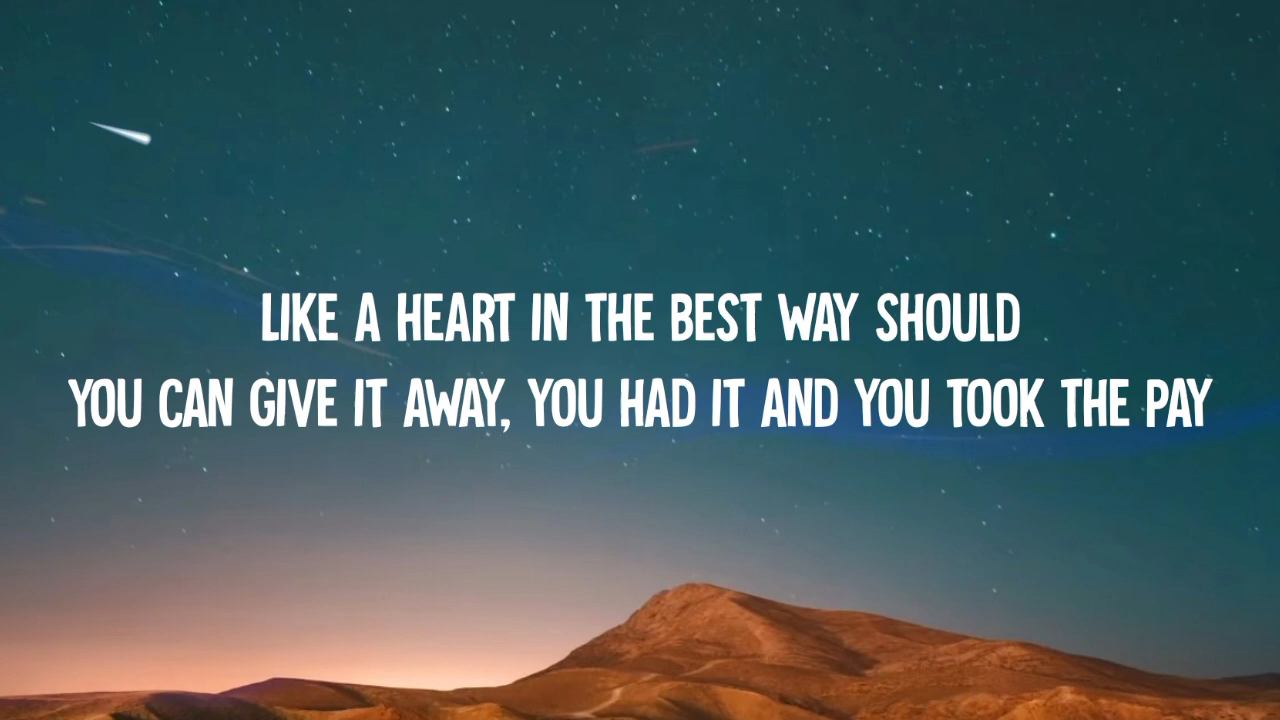 LIKE A HEART IN THE BEST WAY SHOULD
YOU CAN GIVE IT AWAY, YOU HAD IT AND YOU TOOK THE PAY